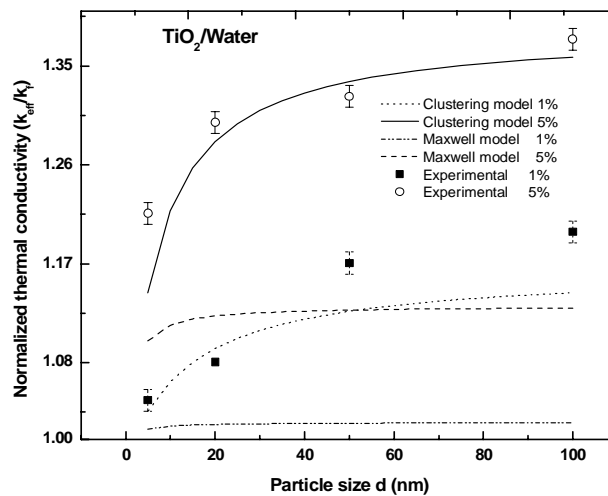 TiO2/Water
Normalized thermal conductivity (keff/kf)
1.35
1.26
1.17
1.08
1.00
Clustering model 1%
Clustering model 5%
Maxwell model 1%
Maxwell model 5%
Experimental 1%
Experimental 5%
0 20 40 60 80 100
Particle size d (nm)